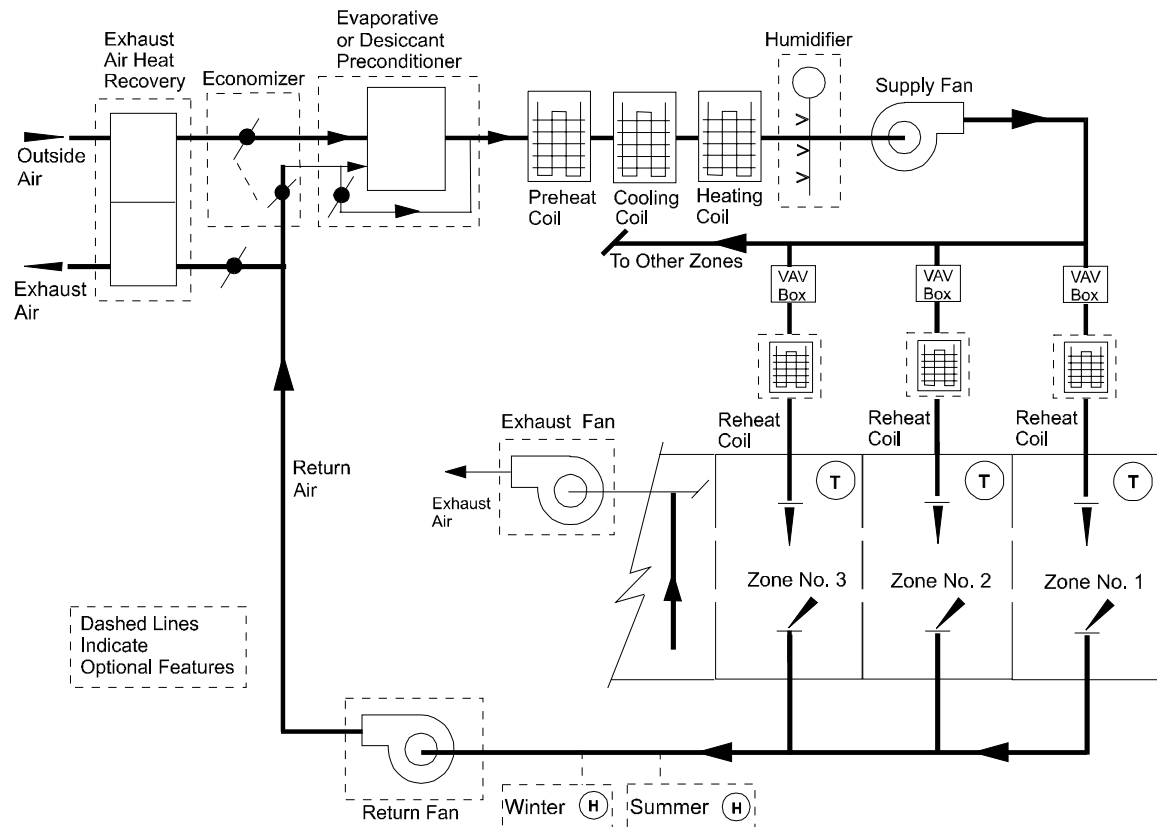 Exhaust
Air Heat
Recovery
Economizer
Evaporative
or Desiccant
Preconditioner
Humidifier
Supply Fan
Outside
Air
Preheat
Coil
Cooling
Coil
Heating
Coil
Exhaust
Air
To Other Zones
VAV
Box
VAV
Box
VAV
Box
Reheat
Coil
Reheat
Coil
Reheat
Coil
Exhaust Fan
Exhaust
Air
Return
Air
T
T
T
Zone No. 3
Zone No. 2
Zone No. 1
Dashed Lines
Indicate
Optional Features
Return Fan
Winter H
Summer H